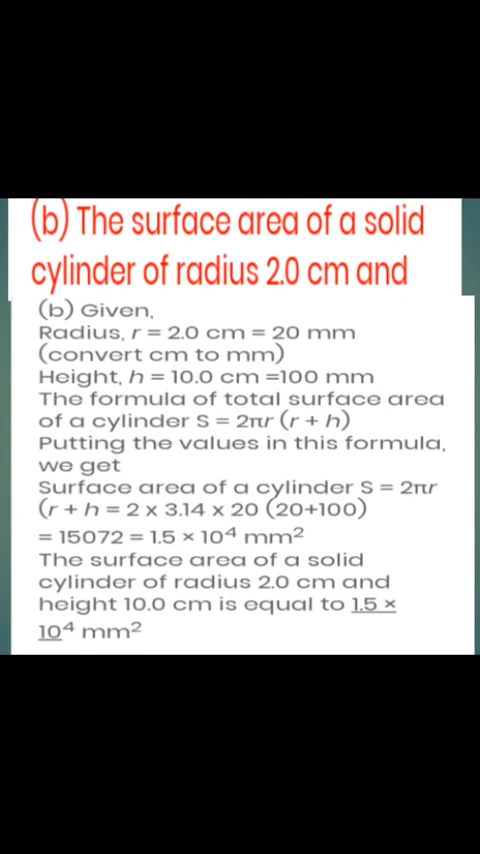 (b) The surface area of a solid
cylinder of radius 2.0 cm and
(b) Given,
Radius, r = 2.0 cm = 20 mm
(convert cm to mm)
Height, h = 10.0 cm =100 mm
The formula of total surface area
of a cylinder S = 2πr (r + h)
Putting the values in this formula,
we get
Surface area of a cylinder S = 2πr
(r + h = 2 x 3.14 x 20 (20+100)
= 15072 = 1.5 × 10⁴ mm²
The surface area of a solid
cylinder of radius 2.0 cm and
height 10.0 cm is equal to 1.5 ×
10⁴ mm²